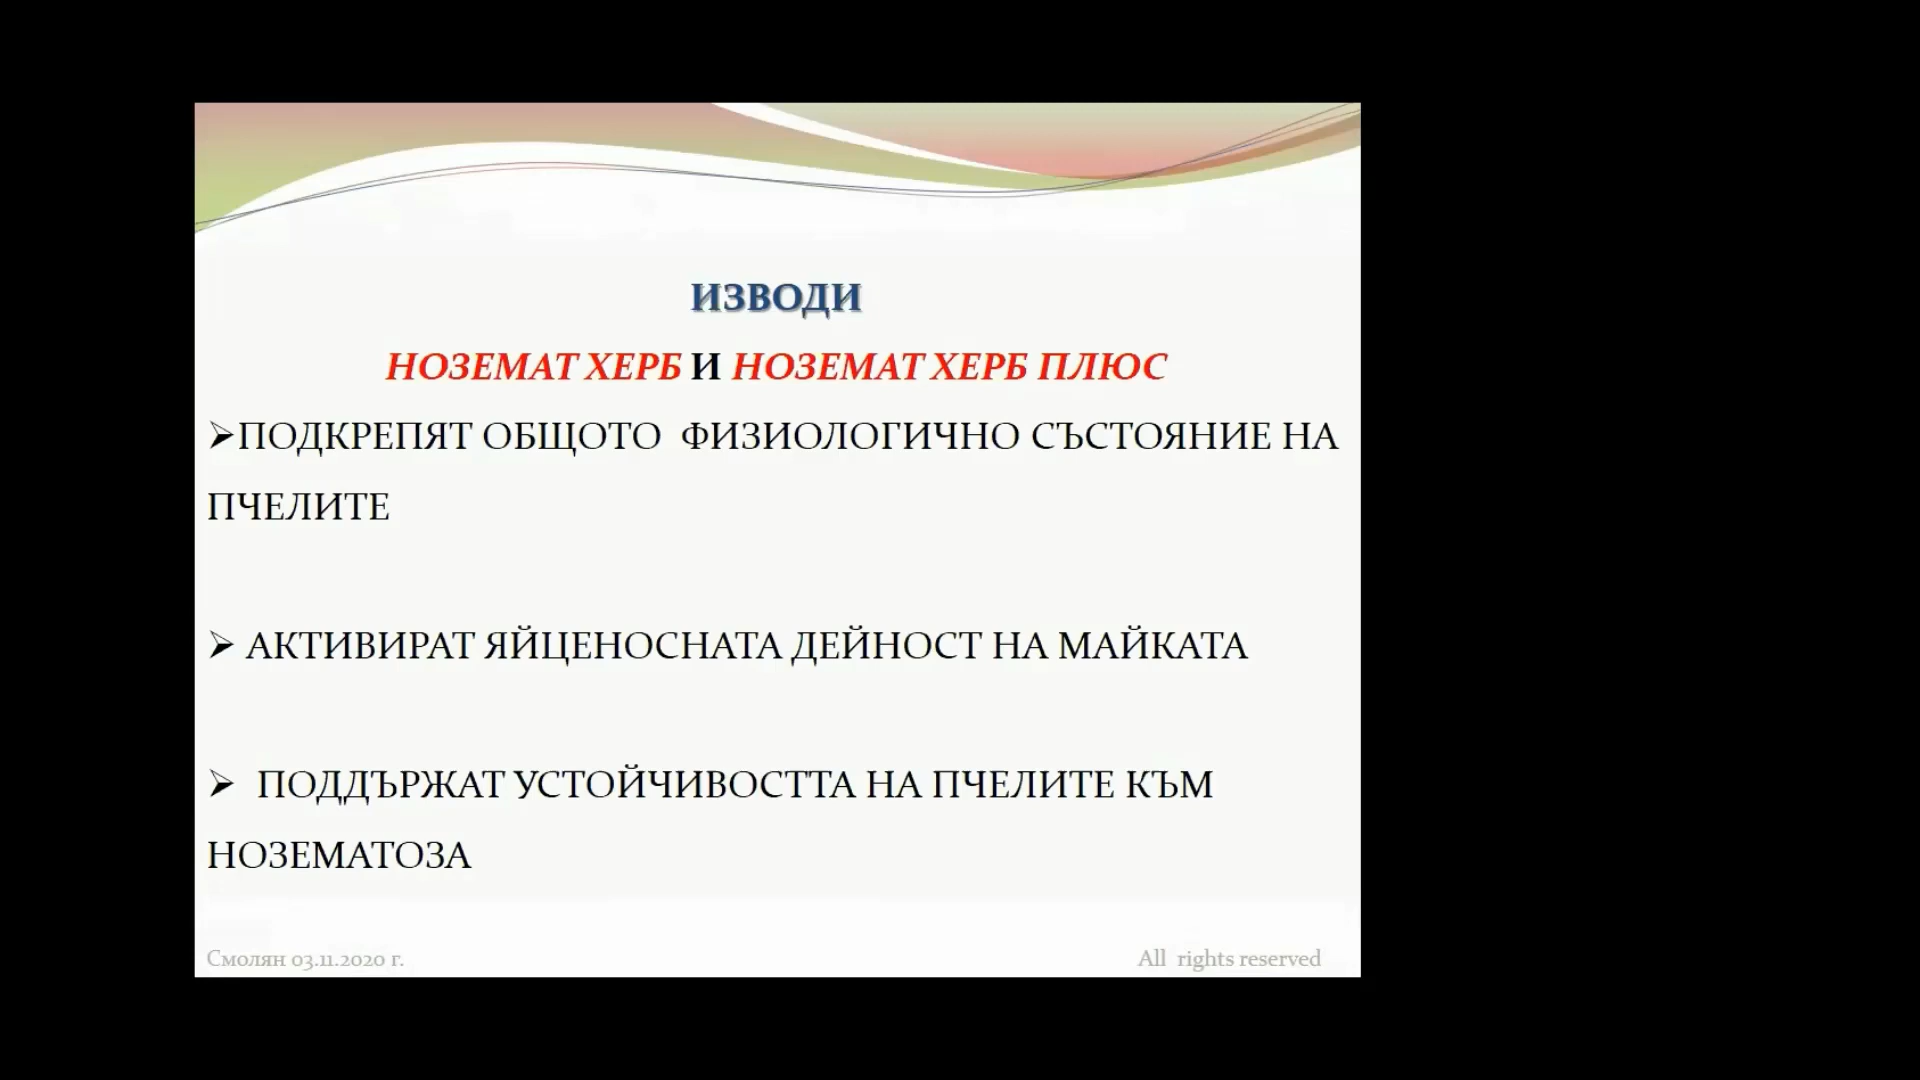 ИЗВОДИ
НОЗЕМАТ ХЕРБ И НОЗЕМАТ ХЕРБ ПЛЮС
➢ПОДКРЕПЯТ ОБЩОТО ФИЗИОЛОГИЧНО СЪСТОЯНИЕ НА
ПЧЕЛИТЕ
➢ АКТИВИРАТ ЯЙЦЕНОСНАТА ДЕЙНОСТ НА МАЙКАТА
➢ ПОДДЪРЖАТ УСТОЙЧИВОСТТА НА ПЧЕЛИТЕ КЪМ
НОЗЕМАТОЗА
Смолян 03.11.2020 г.
All rights reserved